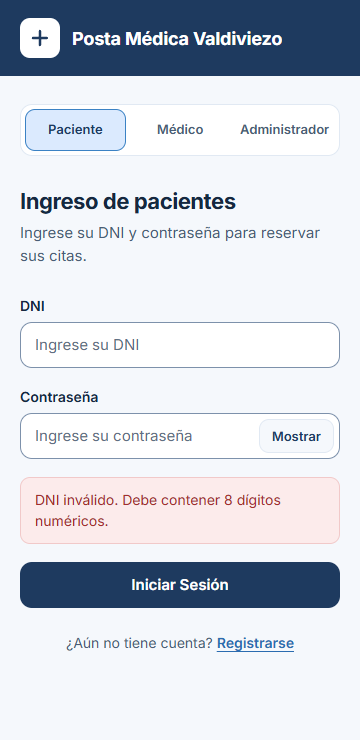 Posta Médica Valdiviezo
Paciente Médico Administrador
Ingreso de pacientes
Ingrese su DNI y contraseña para reservar
sus citas.
DNI
Ingrese su DNI
Contraseña
Ingrese su contraseña Mostrar
DNI inválido. Debe contener 8 dígitos
numéricos.
Iniciar Sesión
¿Aún no tiene cuenta? Registrarse